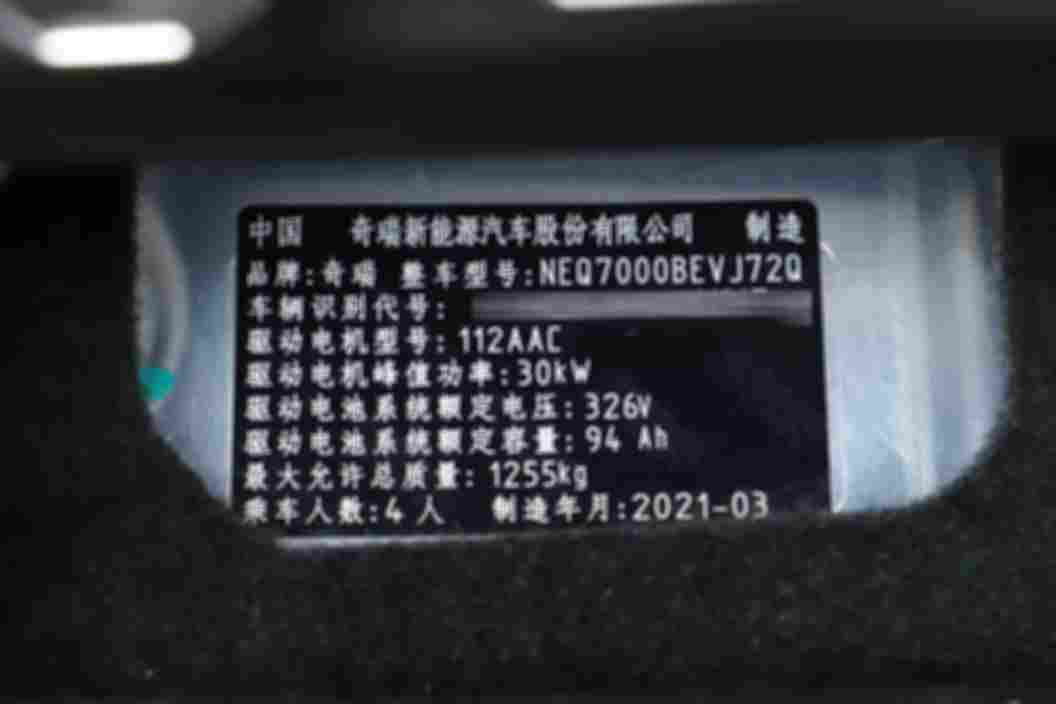 中国 奇瑞新能源汽车股份有限公司 制造
品牌:奇瑞 整车型号:NEQ7000BEVJ72Q
车辆识别代号:
驱动电机型号:112AAC
驱动电机峰值功率:30kW
驱动电池系统额定电压:326V
驱动电池系统额定容量:94 Ah
最大允许总质量:1255kg
乘车人数:4 人 制造年月:2021-03